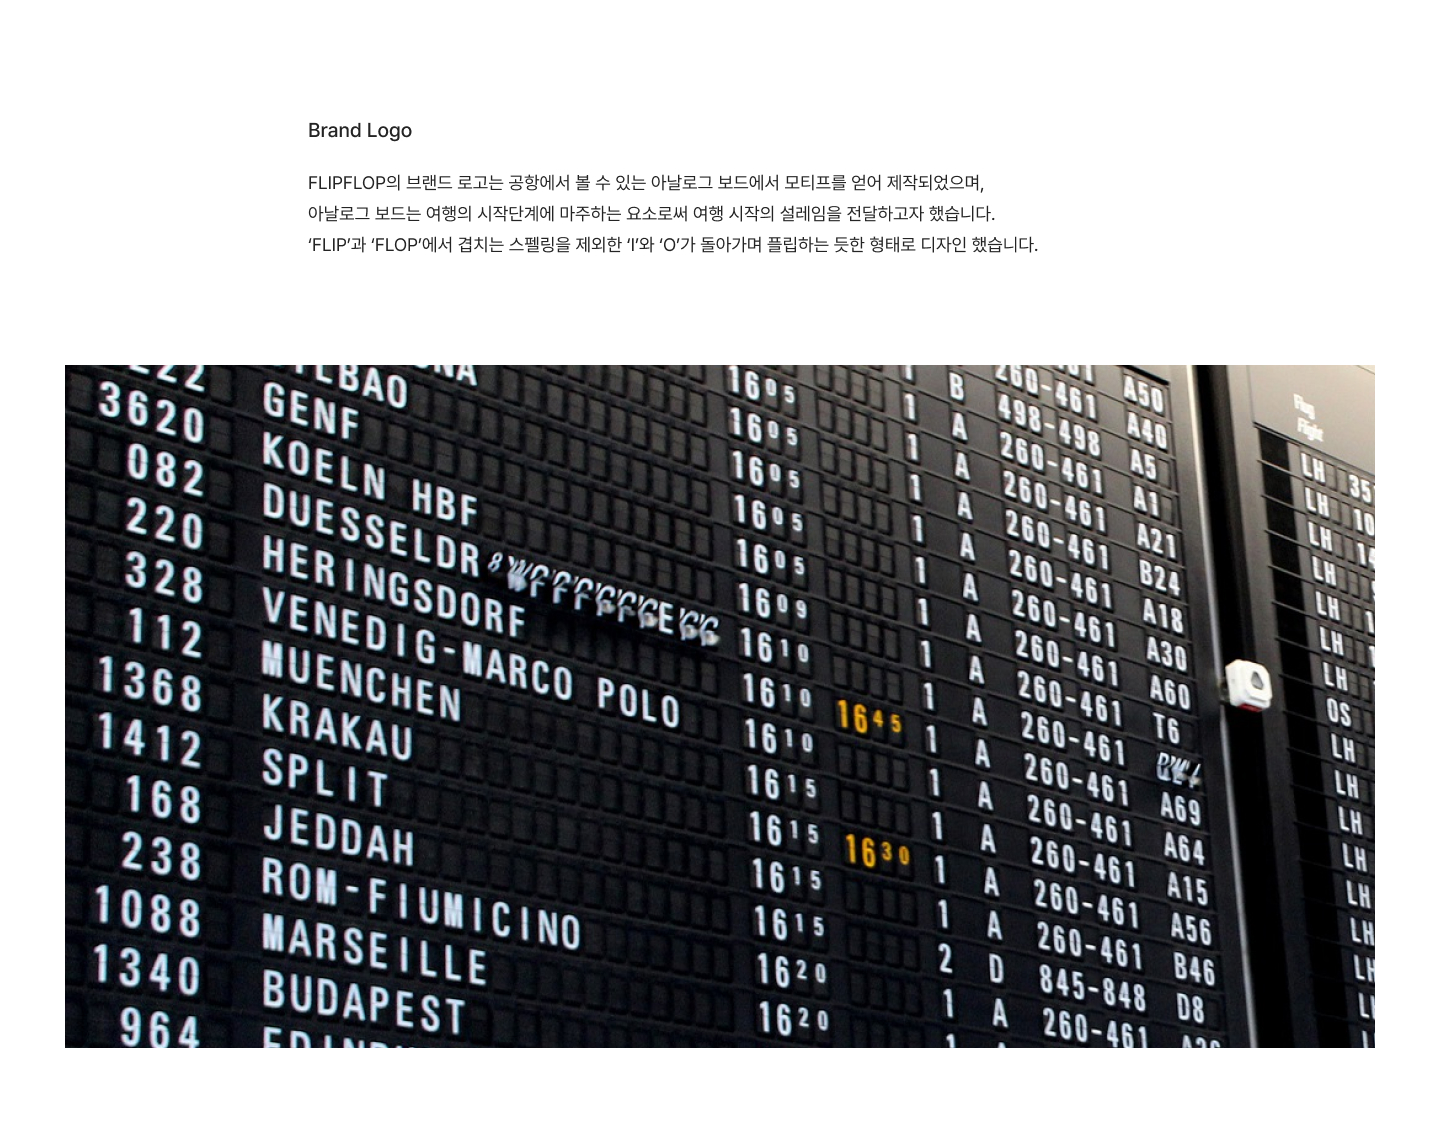 Brand Logo
FLIPFLOP의 브랜드 로고는 공항에서 볼 수 있는 아날로그 보드에서 모티프를 얻어 제작되었으며,
아날로그 보드는 여행의 시작단계에 마주하는 요소로써 여행 시작의 설레임을 전달하고자 했습니다.
‘FLIP’과 ‘FLOP’에서 겹치는 스펠링을 제외한 ‘I’와 ‘O’가 돌아가며 플립하는 듯한 형태로 디자인 했습니다.
A50
260-461 A40
B 498-498 A5
1 A 260-461 A1
1605 1 A 260-461 A21
1605 1 A 260-461 B24
1605 1 A 260-461 A18
BILBAO 1605 1 A 260-461 A30
222 GENF 1605 1 A 260-461 A60
3620 KOELN HBF 1609 1 A 260-461 T6
082 DUESSELDR 1610 1 A 260-461
220 HERINGSDORF 1610 1645 1 A 260-461 A69
328 VENEDIG-MARCO POLO 1610 1 A 260-461 A64
112 MUENCHEN 1615 1 A 260-461 A15
1368 KRAKAU 1615 1630 1 A 260-461 A56
1412 SPLIT 1615 1 A 260-461 B46
168 JEDDAH 1615 2 D 845-848 D8
238 ROM-FIUMICINO 1620 1 A 260-461
1088 MARSEILLE 1620
1340 BUDAPEST
964
Flug
Flight
LH 35
LH 10
LH 14
LH
LH
LH
LH
OS
LH
LH
LH
LH
LH
LH